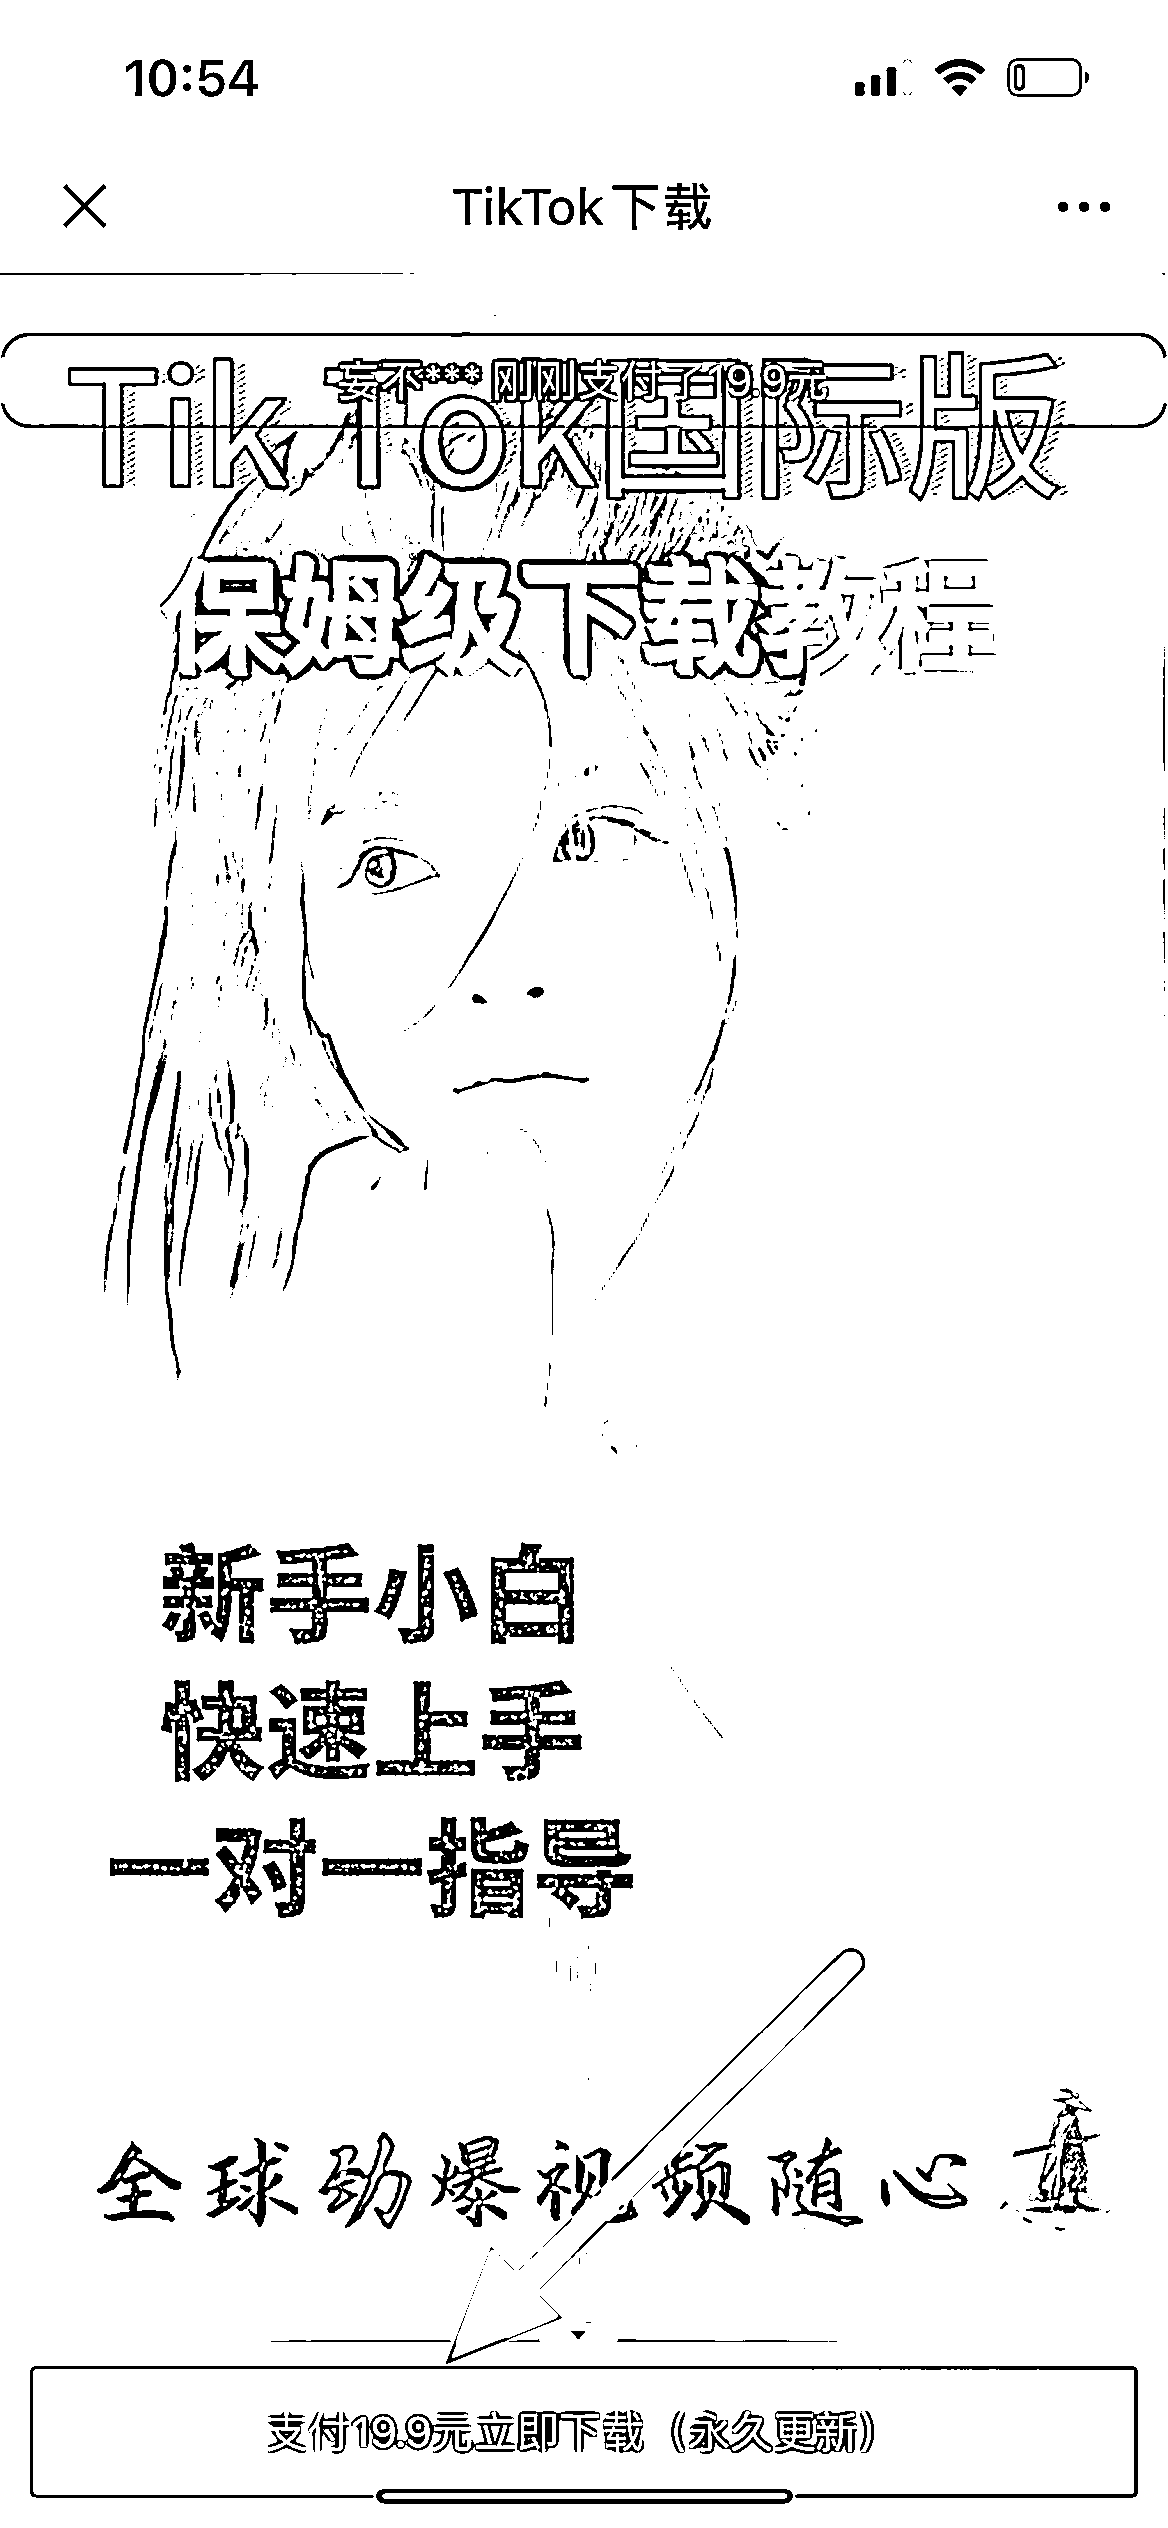 10:54
TikTok下载
Tik Tok国际版
妄不*** 刚刚支付了19.9元
保姆级下载教程
新手小白
快速上手
一对一指导
全球劲爆视频随心
支付19.9元立即下载（永久更新）